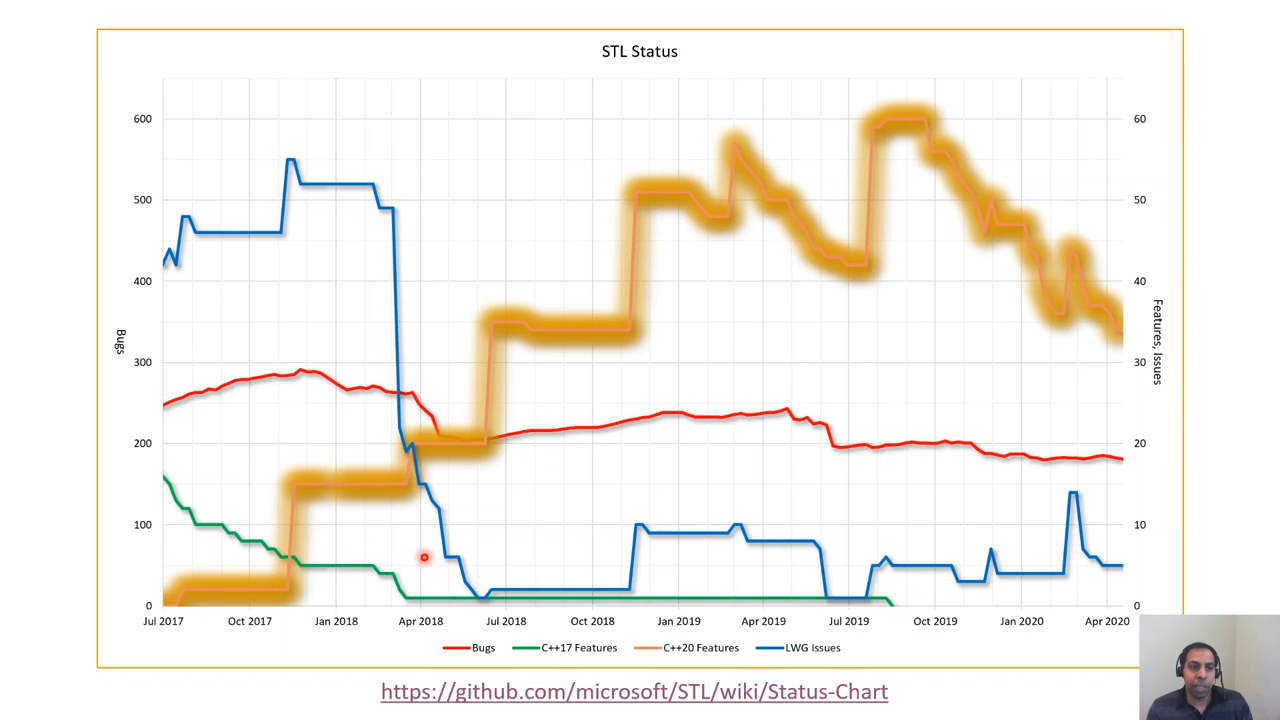 STL Status
600
500
400
300
200
100
0
Bugs
60
50
40
30
20
10
0
Features, Issues
Jul 2017 Oct 2017 Jan 2018 Apr 2018 Jul 2018 Oct 2018 Jan 2019 Apr 2019 Jul 2019 Oct 2019 Jan 2020 Apr 2020
Bugs C++17 Features C++20 Features LWG Issues
https://github.com/microsoft/STL/wiki/Status-Chart